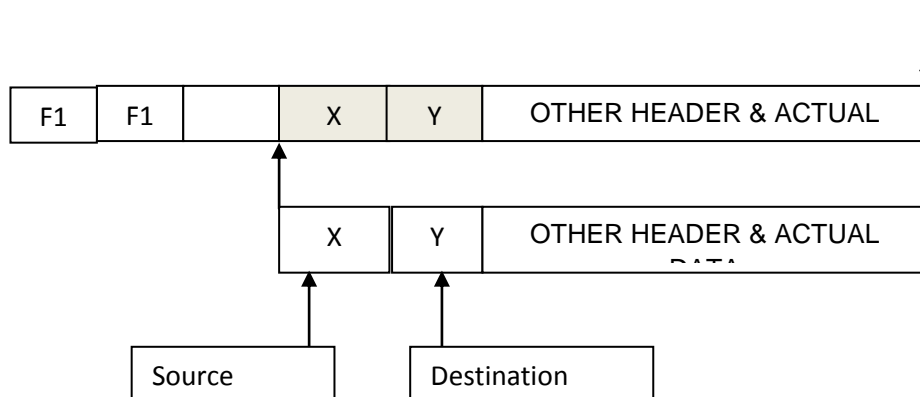 F1 F1 X Y OTHER HEADER & ACTUAL
X Y OTHER HEADER & ACTUAL
Source Destination